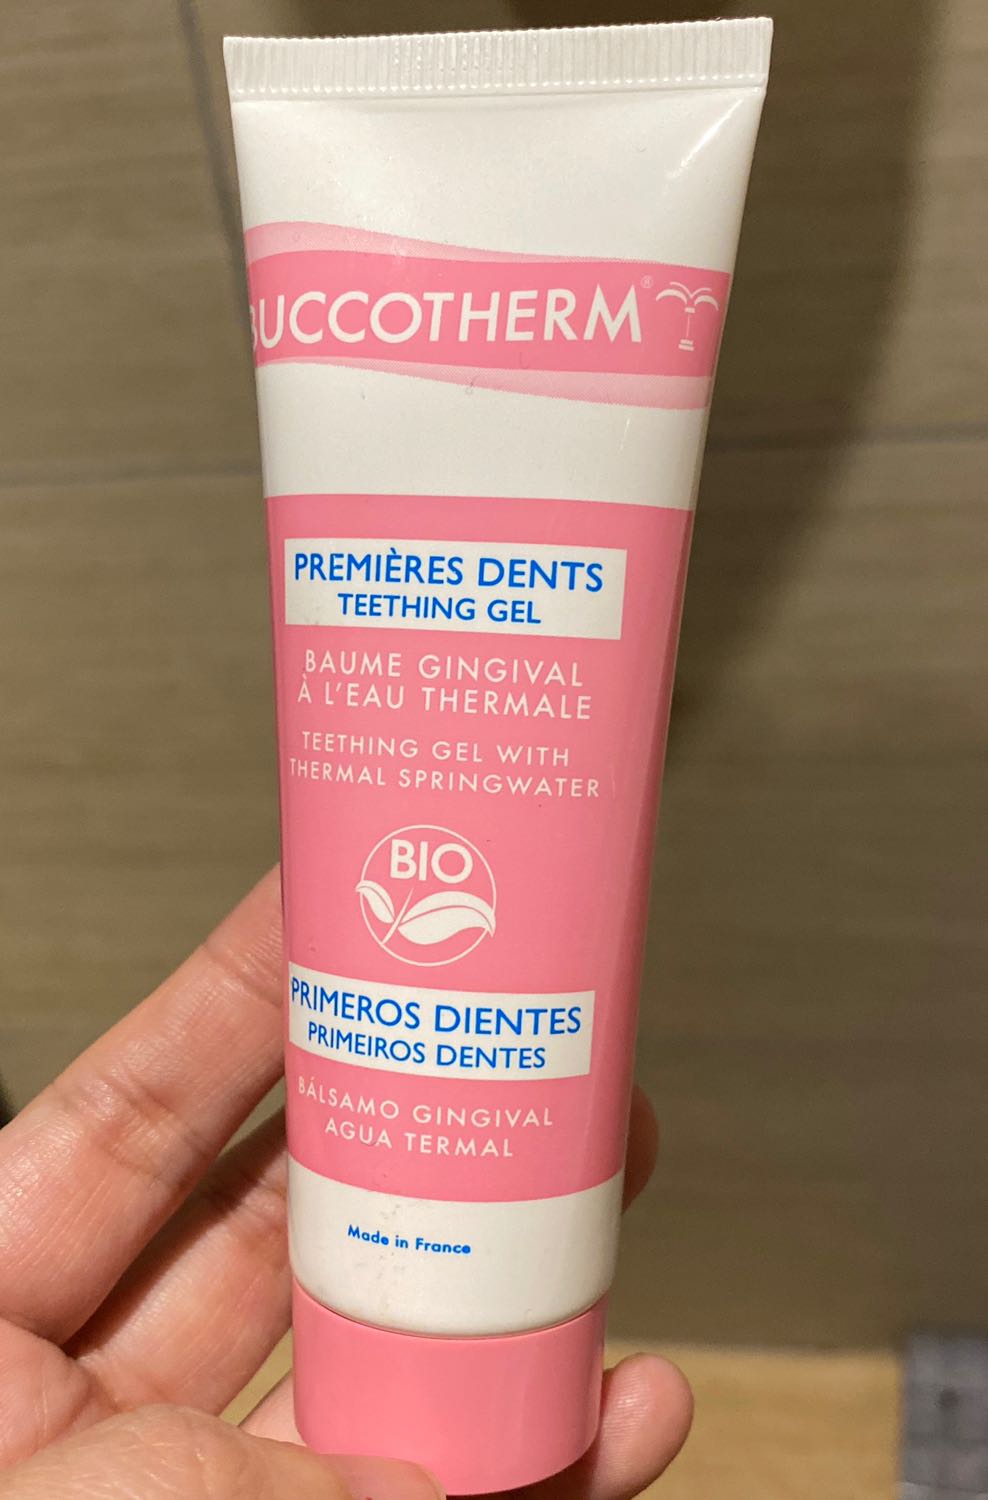 BUCCOTHERM®
PREMIÈRES DENTS
TEETHING GEL
BAUME GINGIVAL
À L'EAU THERMALE
TEETHING GEL WITH
THERMAL SPRINGWATER
BIO
PRIMEROS DIENTES
PRIMEIROS DENTES
BÁLSAMO GINGIVAL
AGUA TERMAL
Made in France